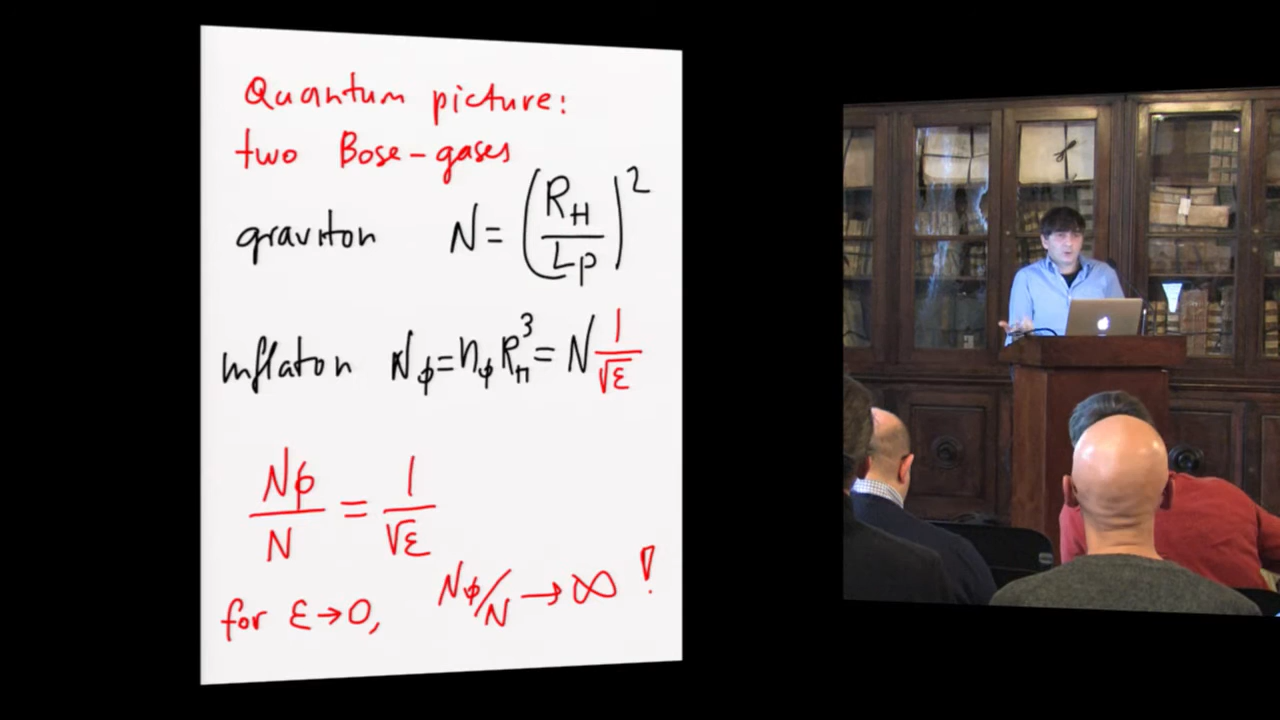 Quantum picture:
two Bose-gases
graviton N = (R_H / L_P)^2
inflaton N_ϕ = n_ϕ R_H^3 = N 1/√ε
N_ϕ / N = 1/√ε
for ε → 0, N_ϕ/N → ∞ !